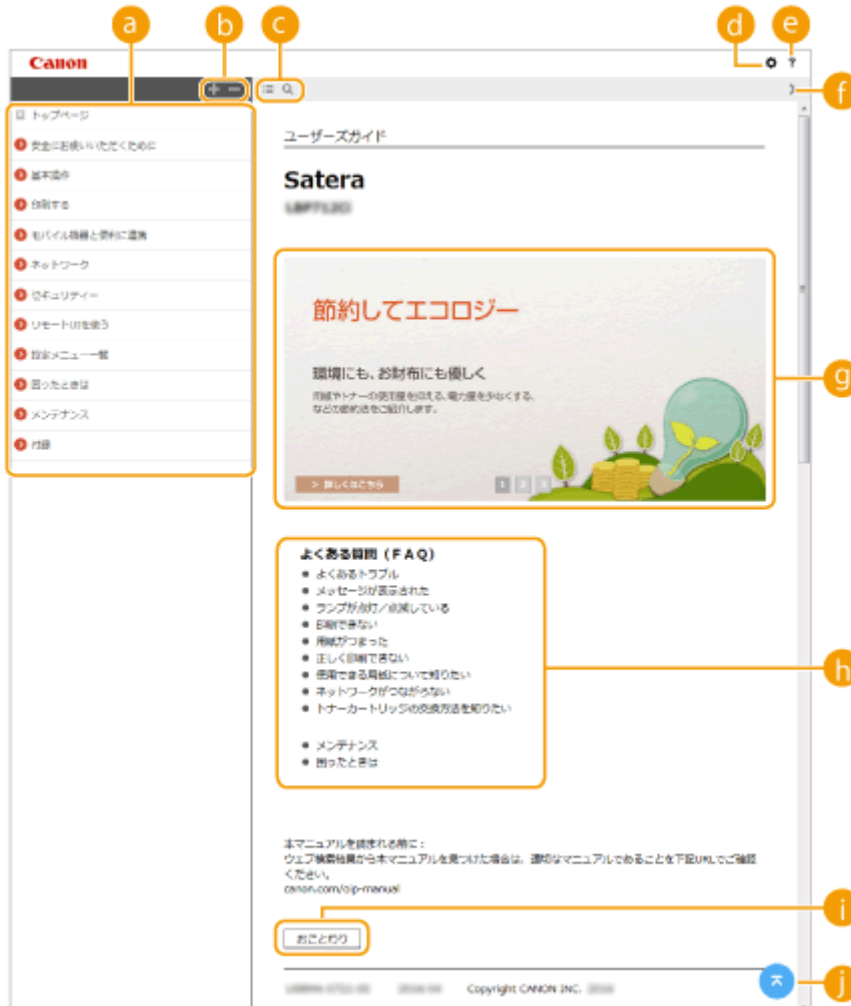 a
b
c
d
e
Canon
?
f
トップページ
安全にお使いいただくために
基本操作
印刷する
モバイル機器と便利に連携
ネットワーク
セキュリティー
リモートUIを使う
設定メニュー一覧
困ったときは
メンテナンス
付録
ユーザーズガイド
Satera
節約してエコロジー
環境にも、お財布にも優しく
用紙やトナーの使用量を抑える、電力量を少なくする、
などの節約法をご紹介します。
> 詳しくはこちら
1 2 3
g
よくある質問(FAQ)
● よくあるトラブル
● メッセージが表示された
● ランプが点灯/点滅している
● 印刷できない
● 用紙がつまった
● 正しく印刷できない
● 使用できる用紙について知りたい
● ネットワークがつながらない
● トナーカートリッジの交換方法を知りたい
● メンテナンス
● 困ったときは
h
本マニュアルを読まれる前に:
ウェブ検索結果から本マニュアルを見つけた場合は、適切なマニュアルであることを下記URLでご確認
ください。
canon.com/oip-manual
i
おことわり
Copyright CANON INC.
j